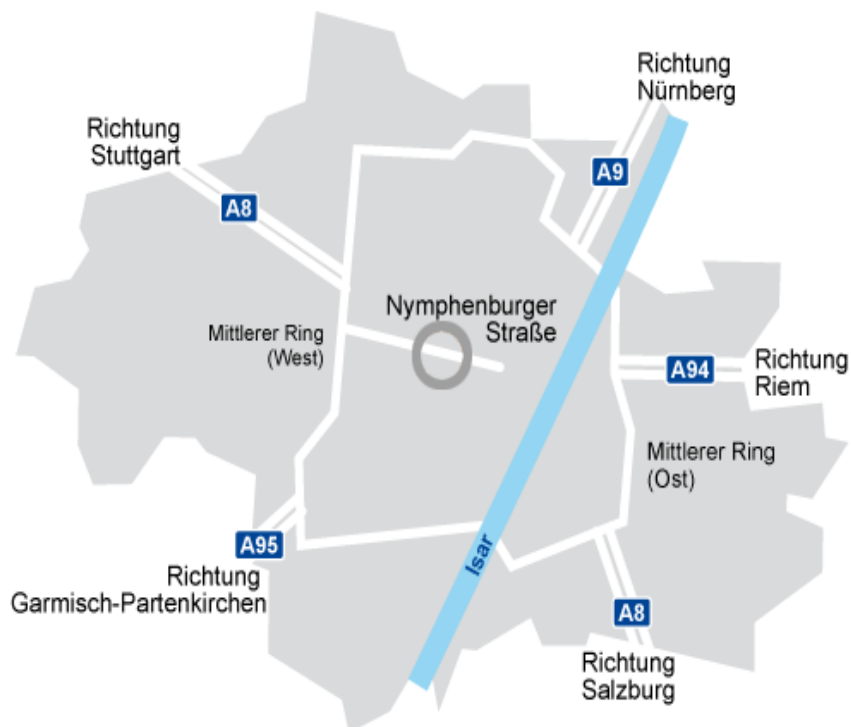 Richtung
Nürnberg
Richtung
Stuttgart
A9
A8
Nymphenburger
Straße
Mittlerer Ring
(West)
A94
Richtung
Riem
Mittlerer Ring
(Ost)
A95
Isar
Richtung
Garmisch-Partenkirchen
A8
Richtung
Salzburg